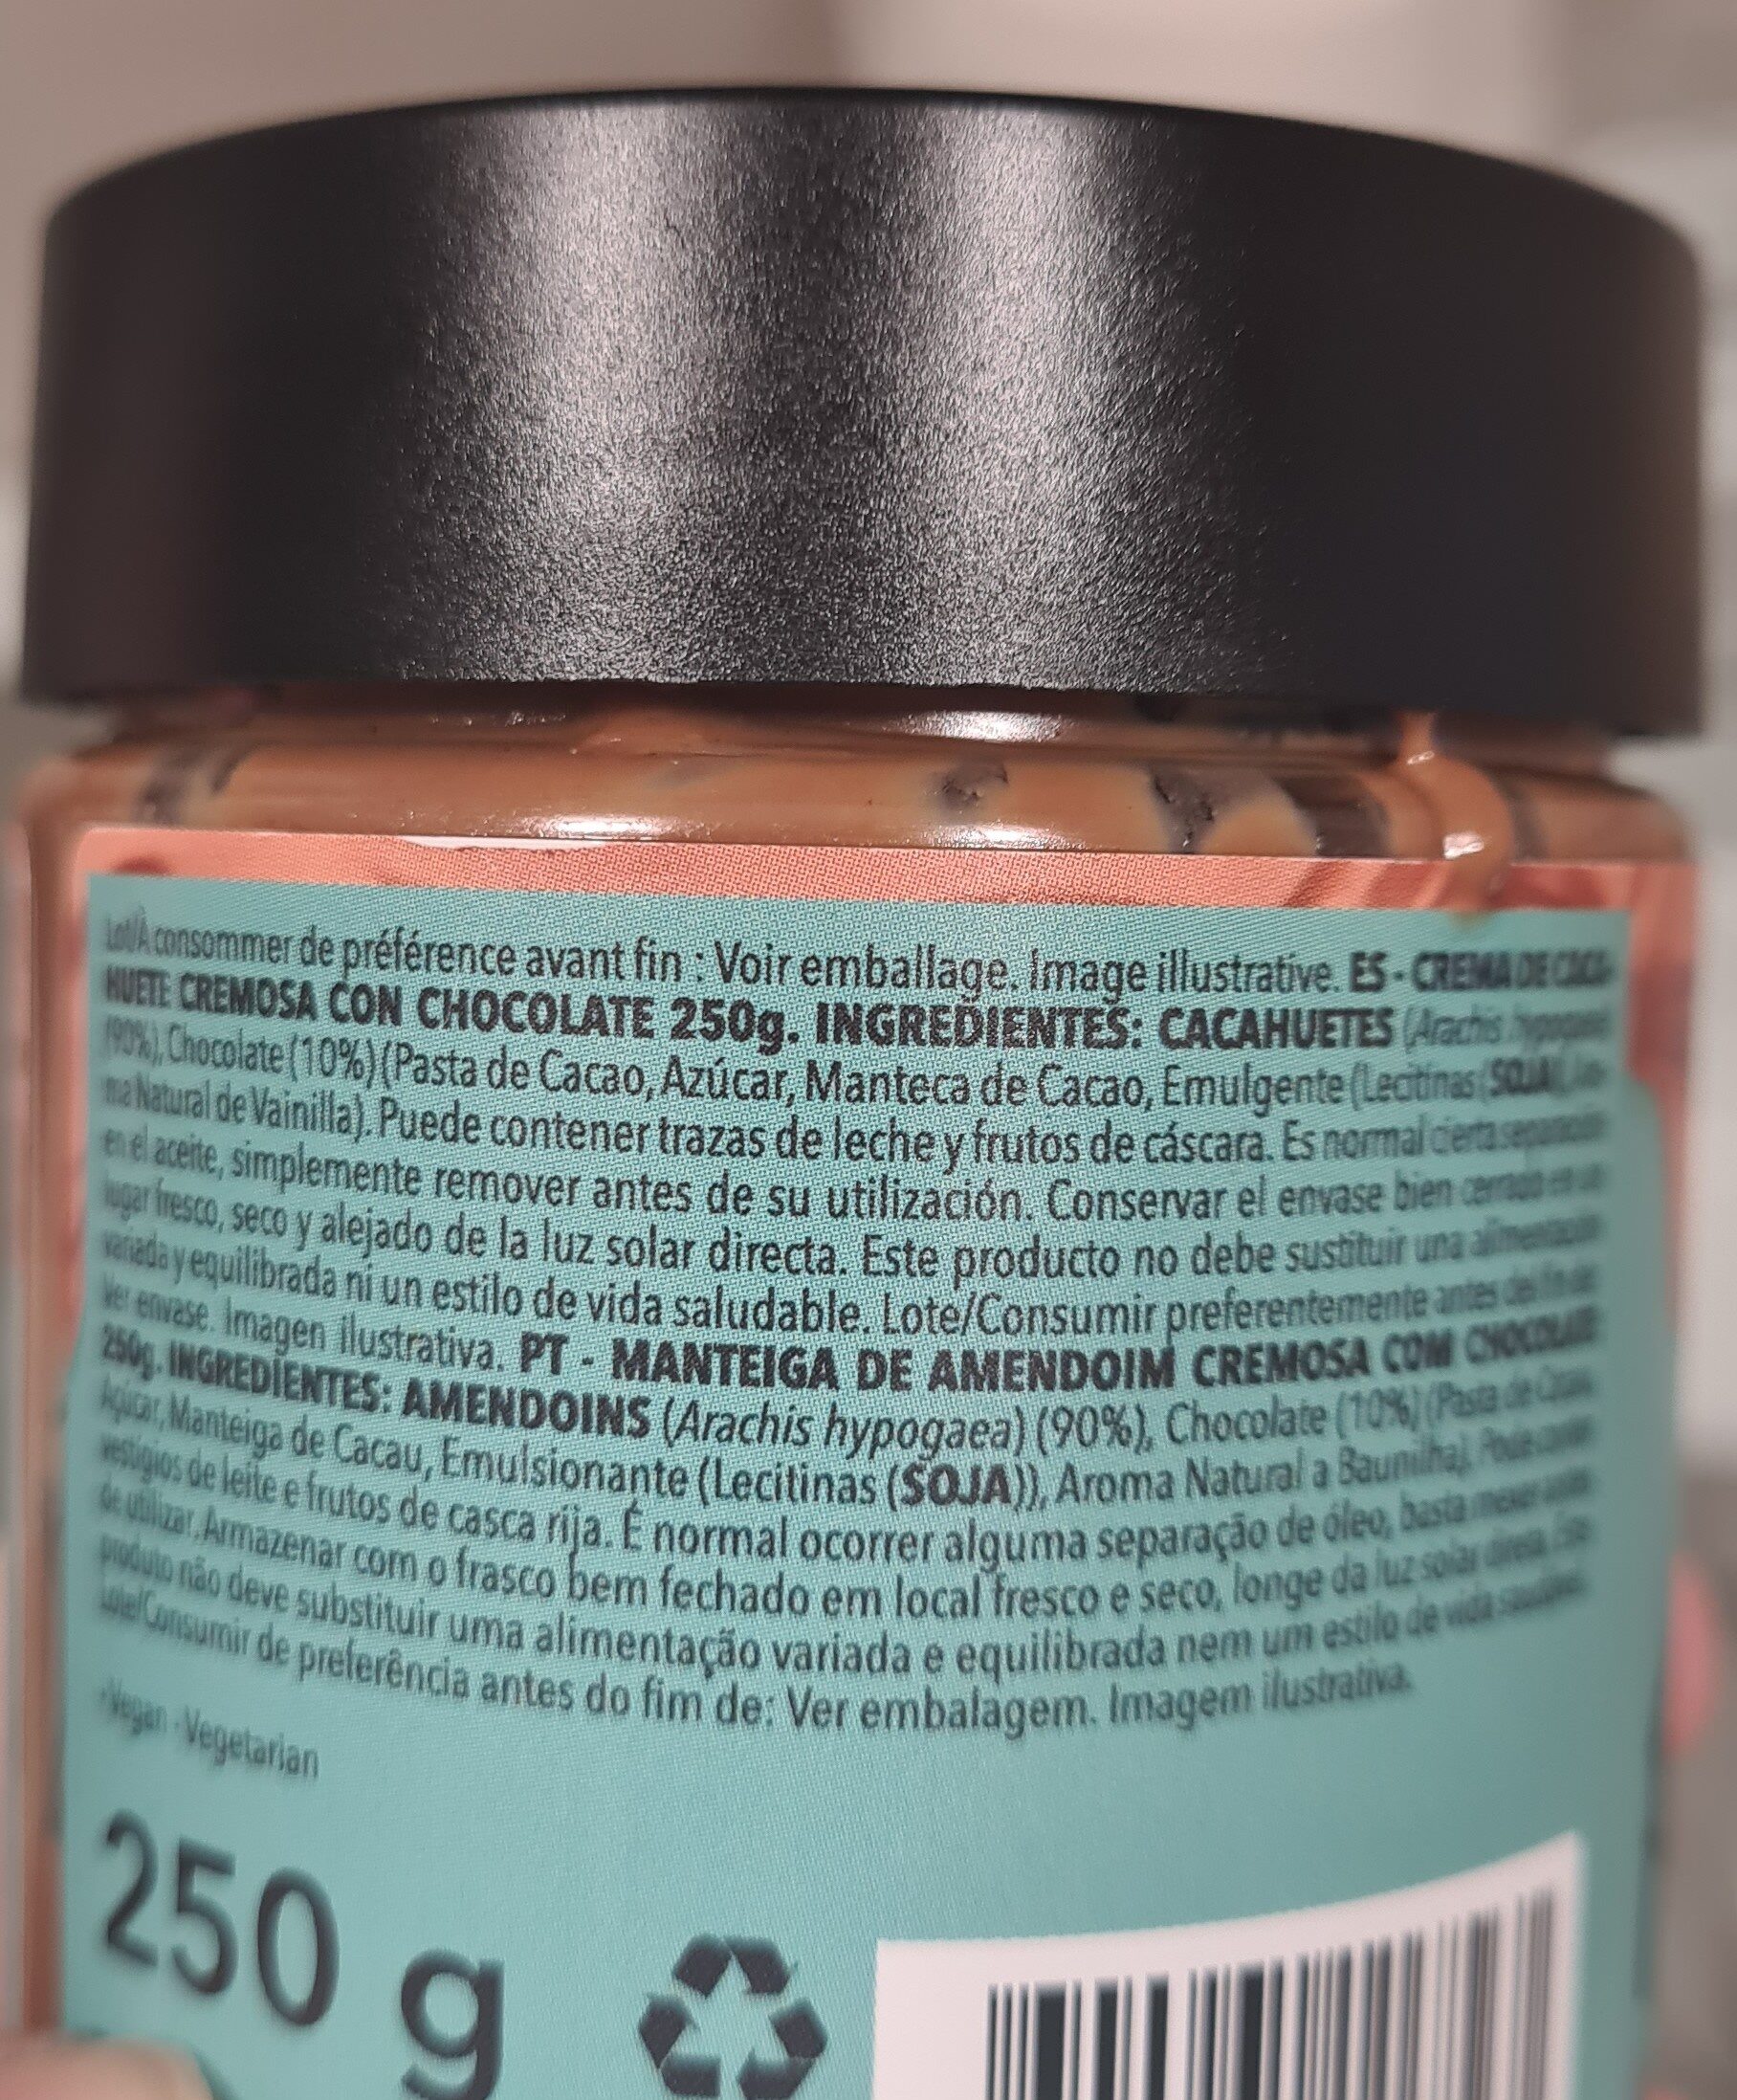 Lot/À consommer de préférence avant fin : Voir emballage. Image illustrative. ES - CREMA DE CACA-
HUETE CREMOSA CON CHOCOLATE 250g. INGREDIENTES: CACAHUETES (Arachis hypogaea)
(90%), Chocolate (10%) (Pasta de Cacao, Azúcar, Manteca de Cacao, Emulgente (Lecitinas (SOJA)),
ma Natural de Vainilla). Puede contener trazas de leche y frutos de cáscara. Es normal cierta separación
en el aceite, simplemente remover antes de su utilización. Conservar el envase bien cerrado en un
lugar fresco, seco y alejado de la luz solar directa. Este producto no debe sustituir una alimentación
variada y equilibrada ni un estilo de vida saludable. Lote/Consumir preferentemente antes del fin de:
Ver envase. Imagen ilustrativa. PT - MANTEIGA DE AMENDOIM CREMOSA COM CHOCOLATE
250g. INGREDIENTES: AMENDOINS (Arachis hypogaea) (90%), Chocolate (10%) (Pasta de Cacau,
Açúcar, Manteiga de Cacau, Emulsionante (Lecitinas (SOJA)), Aroma Natural a Baunilha). Pode conter
vestígios de leite e frutos de casca rija. É normal ocorrer alguma separação de óleo, basta mexer antes
de utilizar. Armazenar com o frasco bem fechado em local fresco e seco, longe da luz solar direta. Este
produto não deve substituir uma alimentação variada e equilibrada nem um estilo de vida saudável.
Lote/Consumir de preferência antes do fim de: Ver embalagem. Imagem ilustrativa.
•Vegan •Vegetarian
250 g